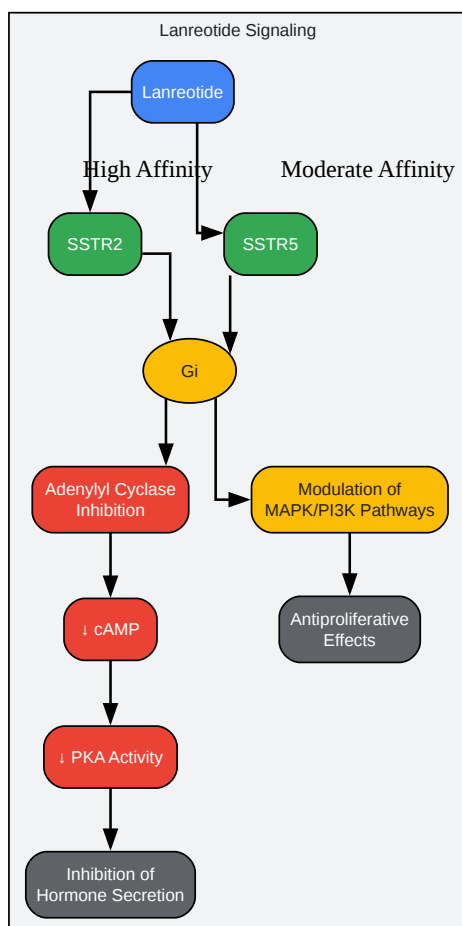 Lanreotide Signaling
Lanreotide
High Affinity
Moderate Affinity
SSTR2
SSTR5
Gi
Adenylyl Cyclase
Inhibition
Modulation of
MAPK/PI3K Pathways
↓ cAMP
Antiproliferative
Effects
↓ PKA Activity
Inhibition of
Hormone Secretion